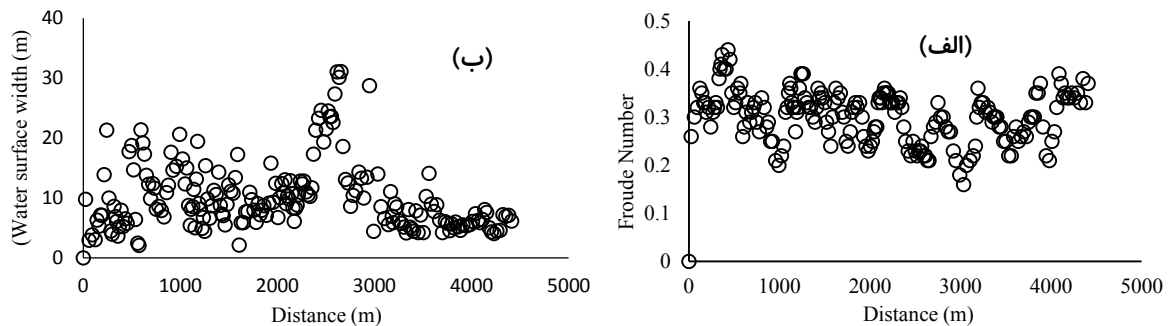 (ب)
(Water surface width (m)
40
30
20
10
0
0 1000 2000 3000 4000 5000
Distance (m)
(الف)
Froude Number
0.5
0.4
0.3
0.2
0.1
0
0 1000 2000 3000 4000 5000
Distance (m)